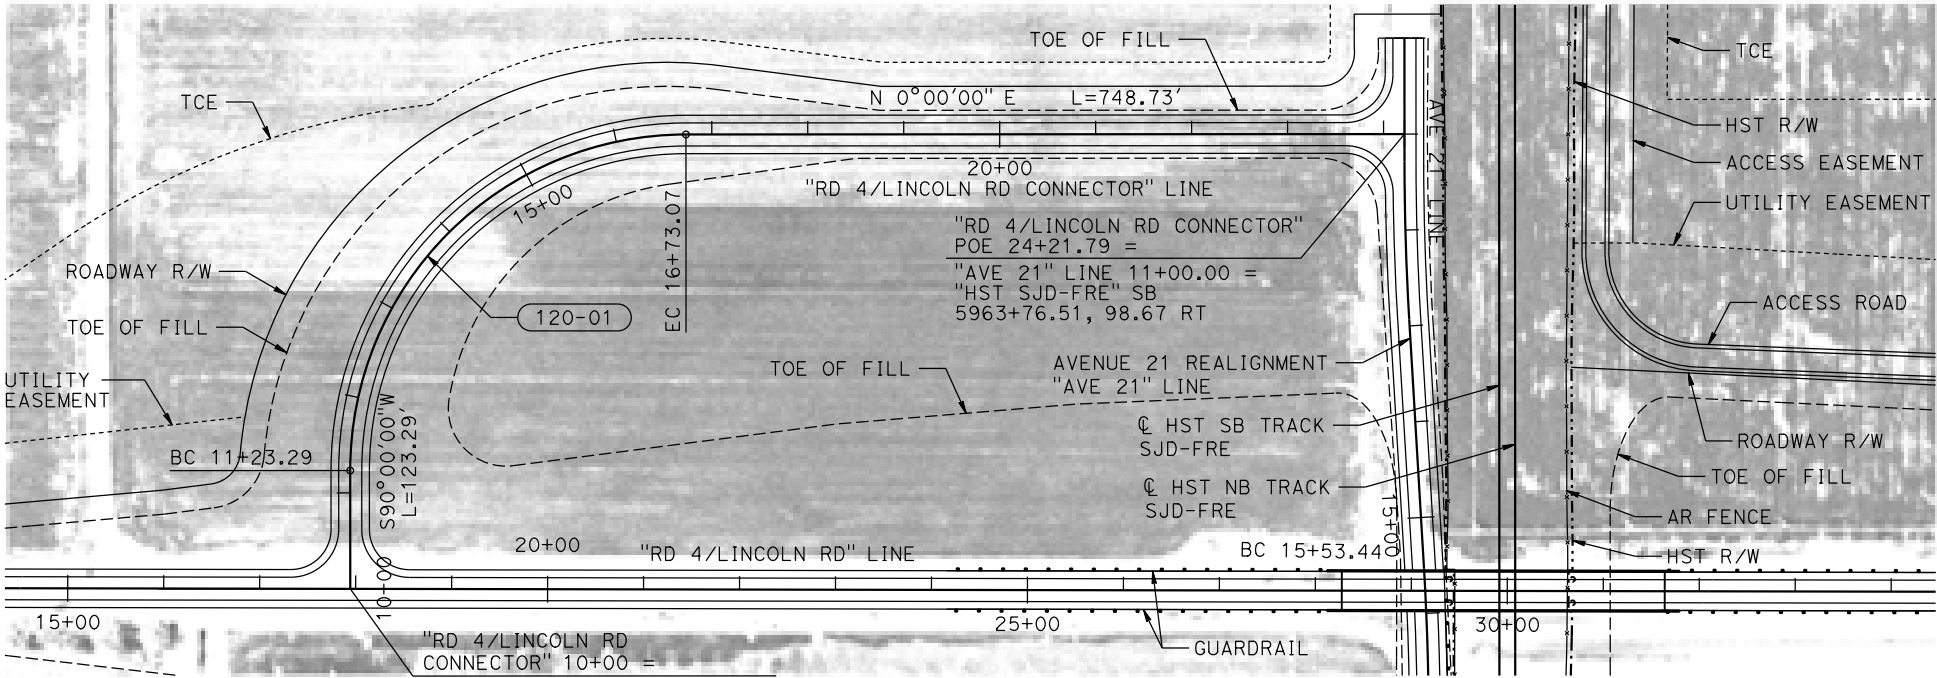 TOE OF FILL
TCE
TCE
N 0°00'00" E L=748.73'
AVE 21 LINE
HST R/W
ACCESS EASEMENT
UTILITY EASEMENT
20+00
"RD 4/LINCOLN RD CONNECTOR" LINE
15+00
EC 16+73.07
"RD 4/LINCOLN RD CONNECTOR"
POE 24+21.79 =
"AVE 21" LINE 11+00.00 =
"HST SJD-FRE" SB
5963+76.51, 98.67 RT
ROADWAY R/W
TOE OF FILL
120-01
ACCESS ROAD
UTILITY
EASEMENT
TOE OF FILL
AVENUE 21 REALIGNMENT
"AVE 21" LINE
℄ HST SB TRACK
SJD-FRE
℄ HST NB TRACK
SJD-FRE
BC 11+23.29
S90°00'00"W
L=123.29'
ROADWAY R/W
TOE OF FILL
AR FENCE
HST R/W
20+00
"RD 4/LINCOLN RD" LINE
BC 15+53.44
15+00
10+00
15+00
25+00
30+00
GUARDRAIL
"RD 4/LINCOLN RD
CONNECTOR" 10+00 =